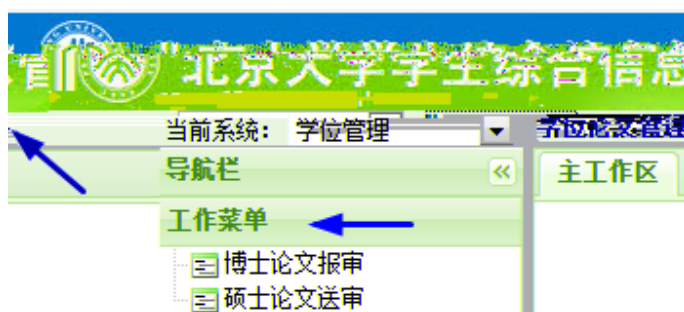 北京大学学生综合信息
当前系统： 学位管理
导航栏
主工作区
工作菜单
博士论文报审
硕士论文送审